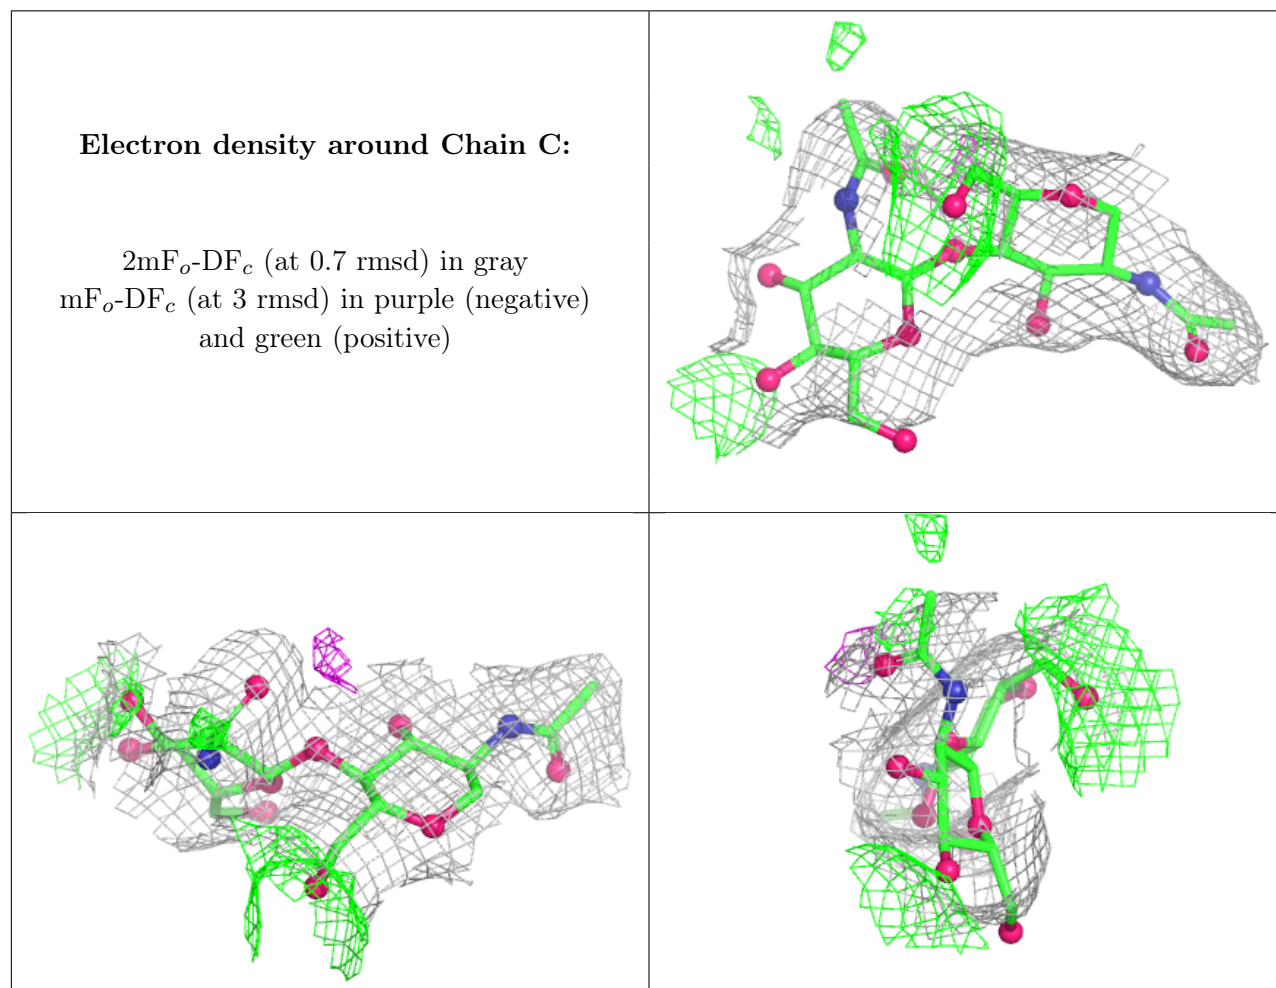 Electron density around Chain C:
2mFo-DFc (at 0.7 rmsd) in gray
mFo-DFc (at 3 rmsd) in purple (negative)
and green (positive)